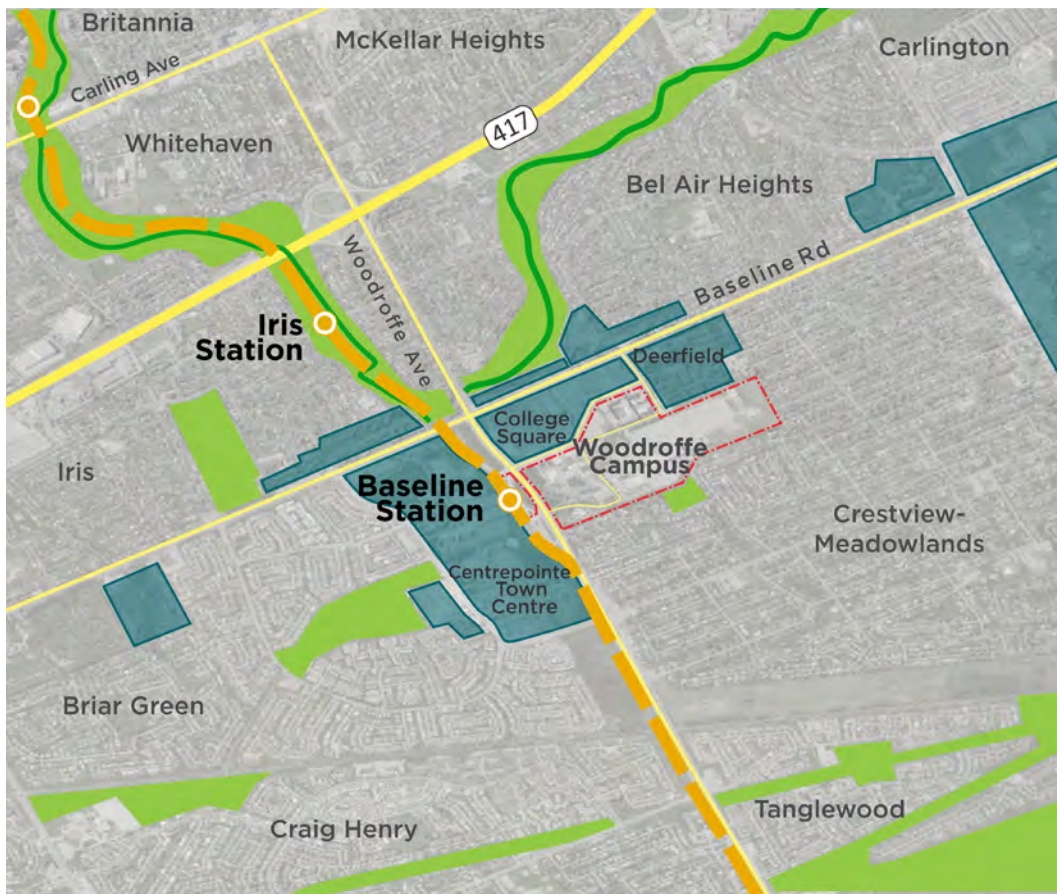 Britannia
McKellar Heights
Carlington
Carling Ave
417
Whitehaven
Bel Air Heights
Woodroffe Ave
Baseline Rd
Iris
Station
Deerfield
College
Square
Woodroffe
Campus
Iris
Baseline
Station
Crestview-
Meadowlands
Centrepointe
Town
Centre
Briar Green
Tanglewood
Craig Henry